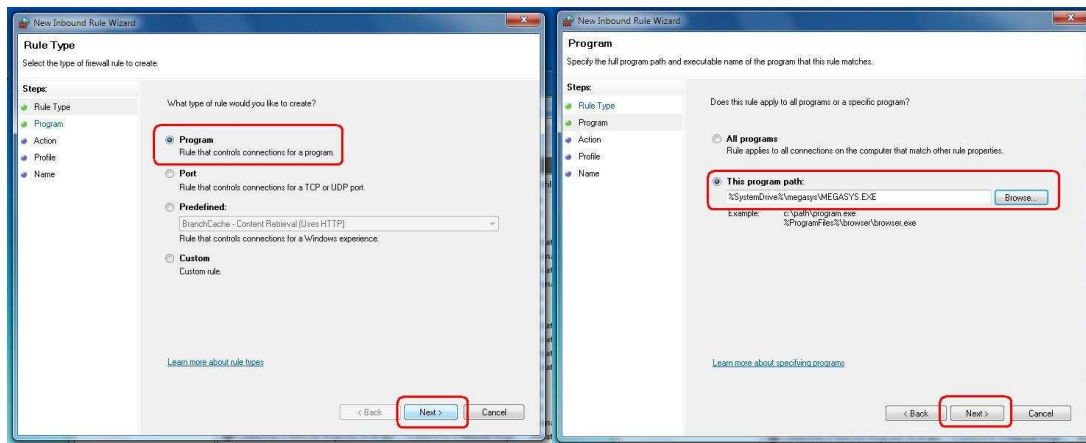 New Inbound Rule Wizard
Rule Type
Select the type of firewall rule to create.
Steps:
Rule Type
Program
Action
Profile
Name
What type of rule would you like to create?
Program
Rule that controls connections for a program.
Port
Rule that controls connections for a TCP or UDP port.
Predefined:
BranchCache - Content Retrieval (Uses HTTP)
Rule that controls connections for a Windows experience.
Custom
Custom rule.
Learn more about rule types
< Back
Next >
Cancel
New Inbound Rule Wizard
Program
Specify the full program path and executable name of the program that this rule matches.
Steps:
Rule Type
Program
Action
Profile
Name
Does this rule apply to all programs or a specific program?
All programs
Rule applies to all connections on the computer that match other rule properties.
This program path:
%SystemDrive%\megasys\MEGASYS.EXE
Browse...
Example:
c:\path\program.exe
%ProgramFiles%\browser\browser.exe
Learn more about specifying programs
< Back
Next >
Cancel